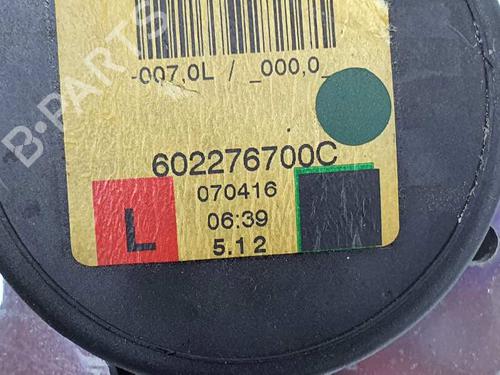 B-PARTS
-007,0L / _000,0_
602276700C
070416
06:39
L
5.12